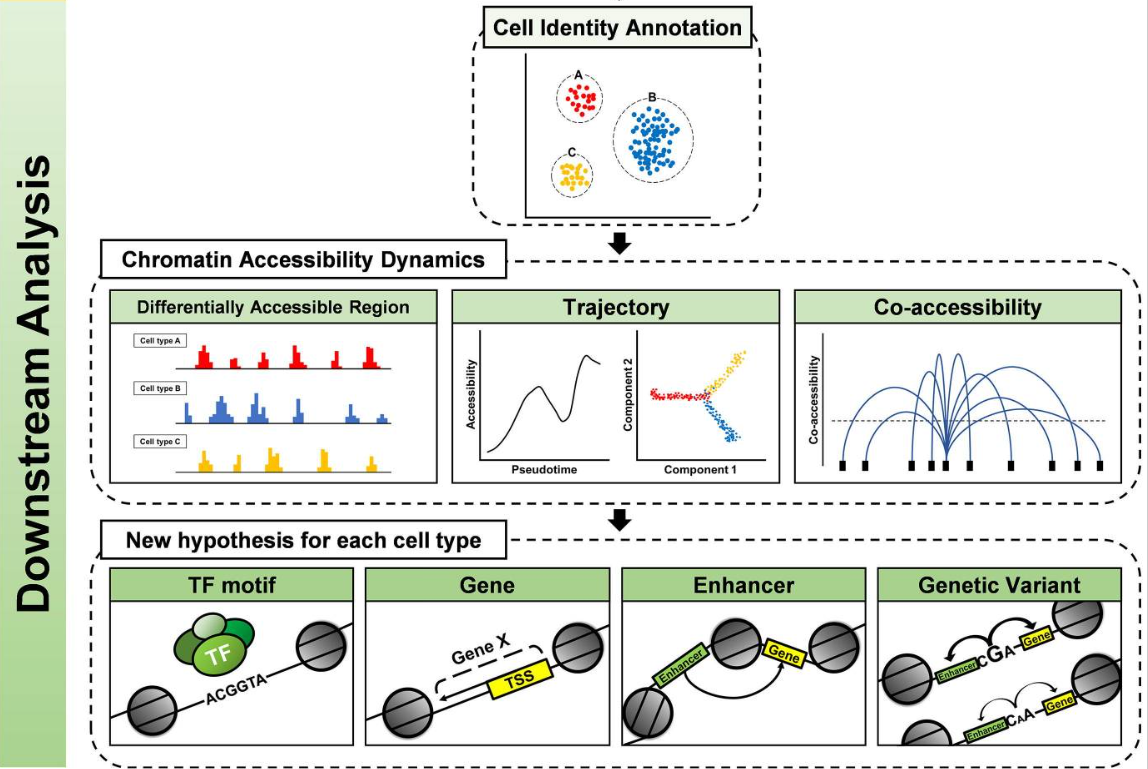 Downstream Analysis
Cell Identity Annotation
A
B
C
Chromatin Accessibility Dynamics
Differentially Accessible Region
Cell type A
Cell type B
Cell type C
Trajectory
Accessibility
Pseudotime
Component 2
Component 1
Co-accessibility
Co-accessibility
New hypothesis for each cell type
TF motif
TF
ACGGTA
Gene
Gene X
TSS
Enhancer
Enhancer
Gene
Genetic Variant
Enhancer
CGA
Gene
Enhancer
CAA
Gene